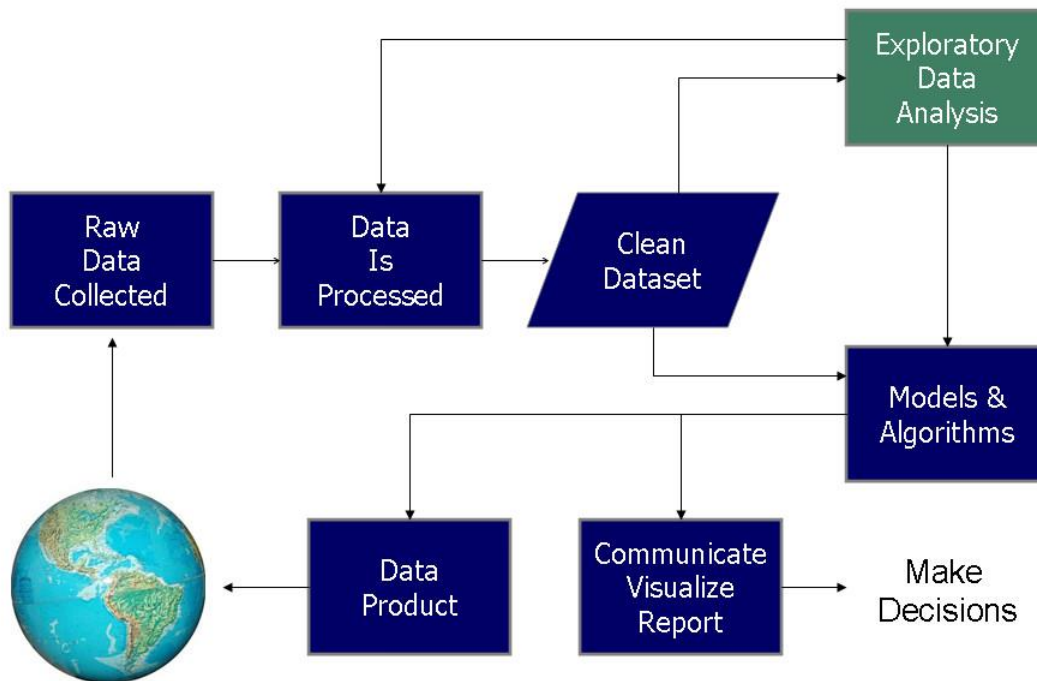 Exploratory
Data
Analysis
Raw
Data
Collected
Data
Is
Processed
Clean
Dataset
Models &
Algorithms
Data
Product
Communicate
Visualize
Report
Make
Decisions